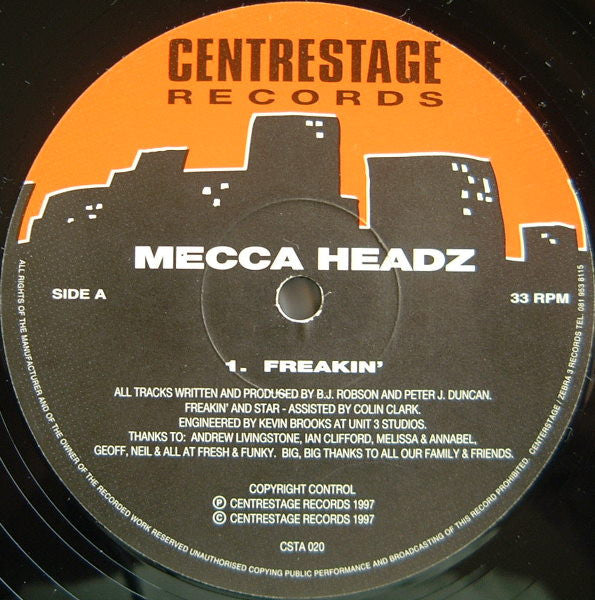 CENTRESTAGE
RECORDS
MECCA HEADZ
SIDE A
33 RPM
1. FREAKIN'
ALL TRACKS WRITTEN AND PRODUCED BY B.J. ROBSON AND PETER J. DUNCAN.
FREAKIN' AND STAR - ASSISTED BY COLIN CLARK.
ENGINEERED BY KEVIN BROOKS AT UNIT 3 STUDIOS.
THANKS TO: ANDREW LIVINGSTONE, IAN CLIFFORD, MELISSA & ANNABEL,
GEOFF, NEIL & ALL AT FRESH & FUNKY. BIG, BIG THANKS TO ALL OUR FAMILY & FRIENDS.
COPYRIGHT CONTROL
Ⓟ CENTRESTAGE RECORDS 1997
© CENTRESTAGE RECORDS 1997
CSTA 020
ALL RIGHTS OF THE MANUFACTURER AND OF THE OWNER OF THE RECORDED WORK RESERVED UNAUTHORISED COPYING PUBLIC PERFORMANCE AND BROADCASTING OF THIS RECORD PROHIBITED. CENTERSTAGE / ZEBRA 3 RECORDS TEL. 081 953 8115